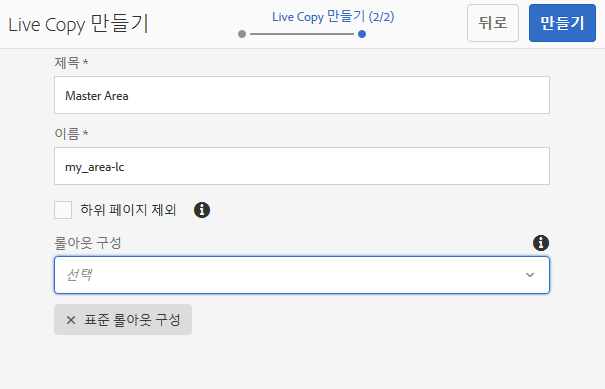 Live Copy 만들기
Live Copy 만들기 (2/2)
뒤로
만들기
제목 *
Master Area
이름 *
my_area-lc
하위 페이지 제외
롤아웃 구성
선택
× 표준 롤아웃 구성